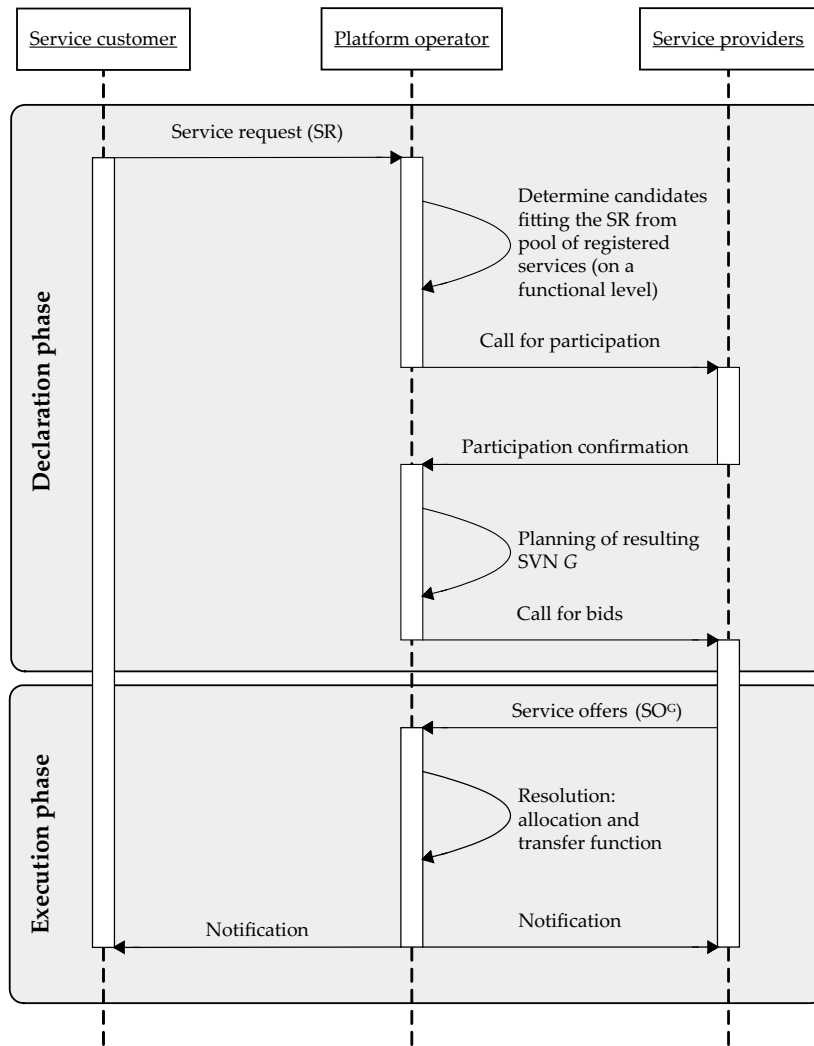 Service customer
Platform operator
Service providers
Declaration phase
Service request (SR)
Determine candidates
fitting the SR from
pool of registered
services (on a
functional level)
Call for participation
Participation confirmation
Planning of resulting
SVN G
Call for bids
Execution phase
Service offers (SOᴳ)
Resolution:
allocation and
transfer function
Notification
Notification